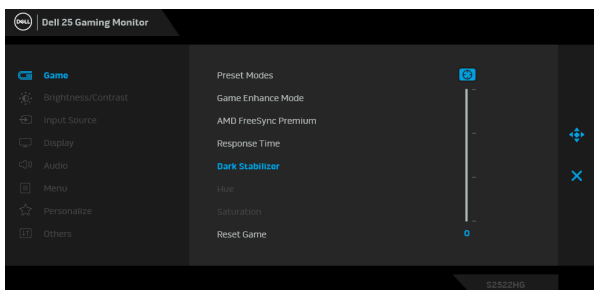 DELL Dell 25 Gaming Monitor
Game
Brightness/Contrast
Input Source
Display
Audio
Menu
Personalize
Others
Preset Modes
Game Enhance Mode
AMD FreeSync Premium
Response Time
Dark Stabilizer
Hue
Saturation
Reset Game
0
S2522HG